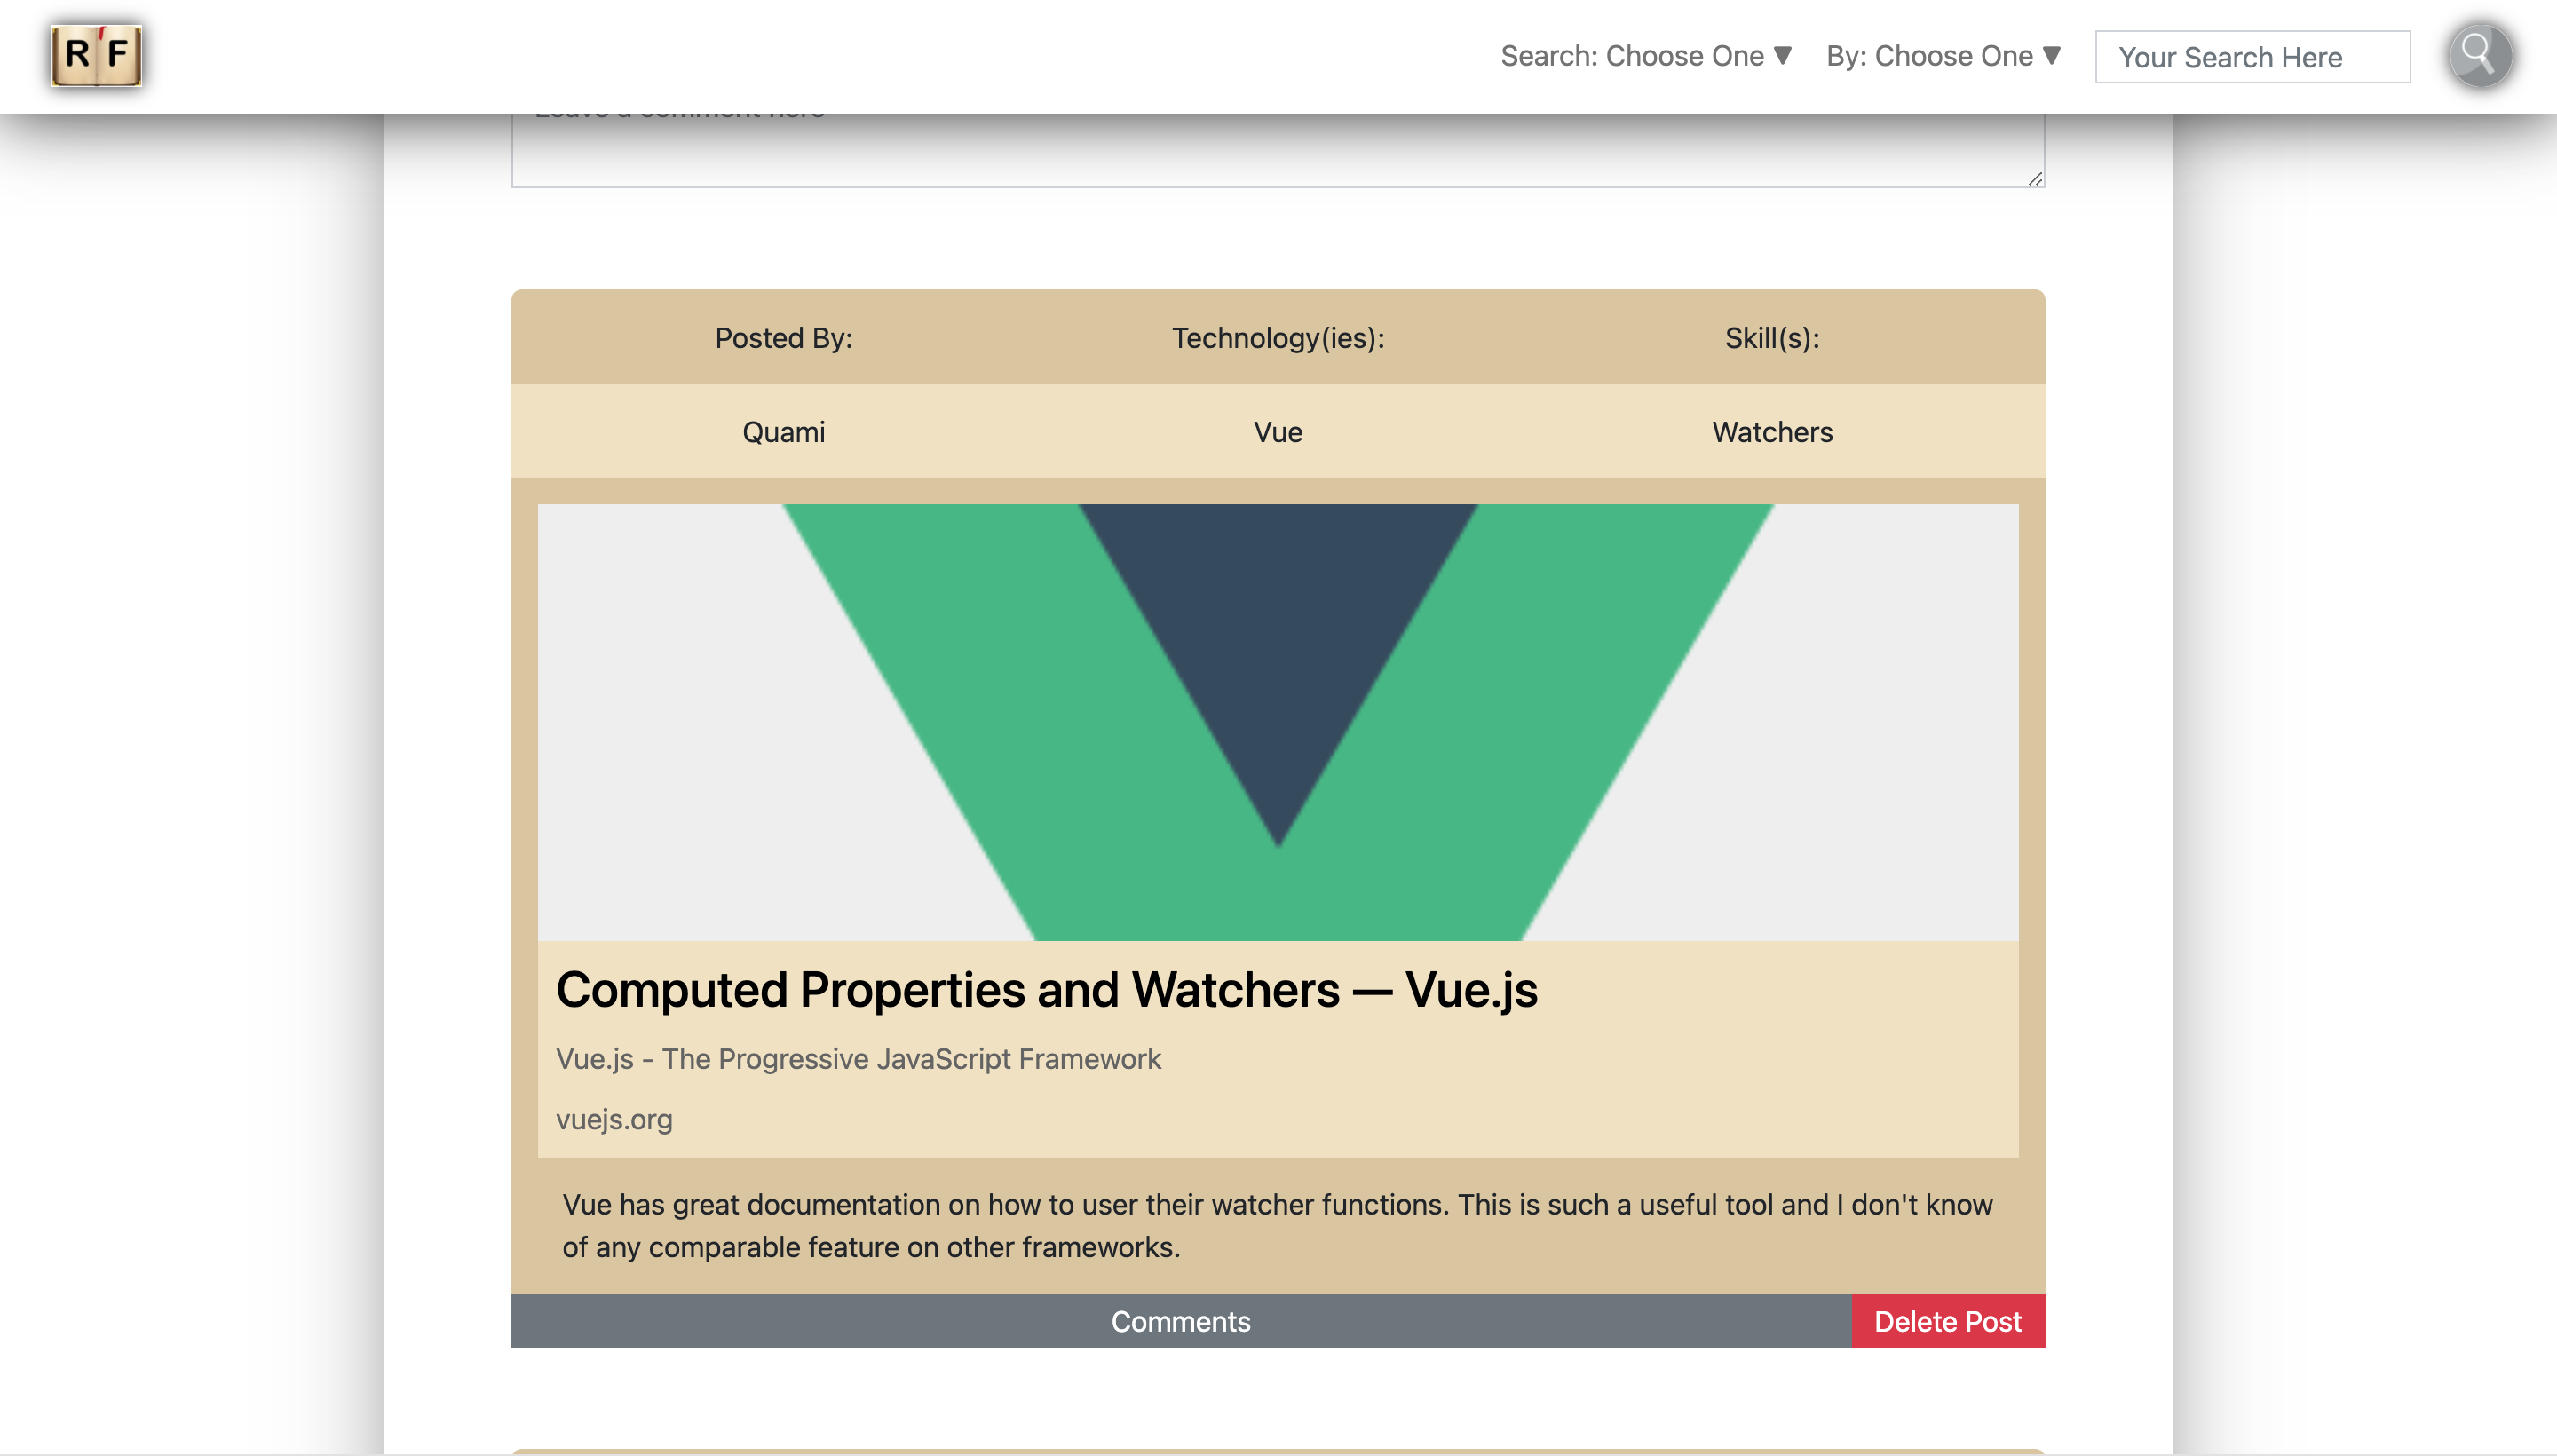 R F
Search: Choose One ▼ By: Choose One ▼ Your Search Here
Leave a comment here
Posted By: Technology(ies): Skill(s):
Quami Vue Watchers
Computed Properties and Watchers — Vue.js
Vue.js - The Progressive JavaScript Framework
vuejs.org
Vue has great documentation on how to user their watcher functions. This is such a useful tool and I don't know
of any comparable feature on other frameworks.
Comments Delete Post